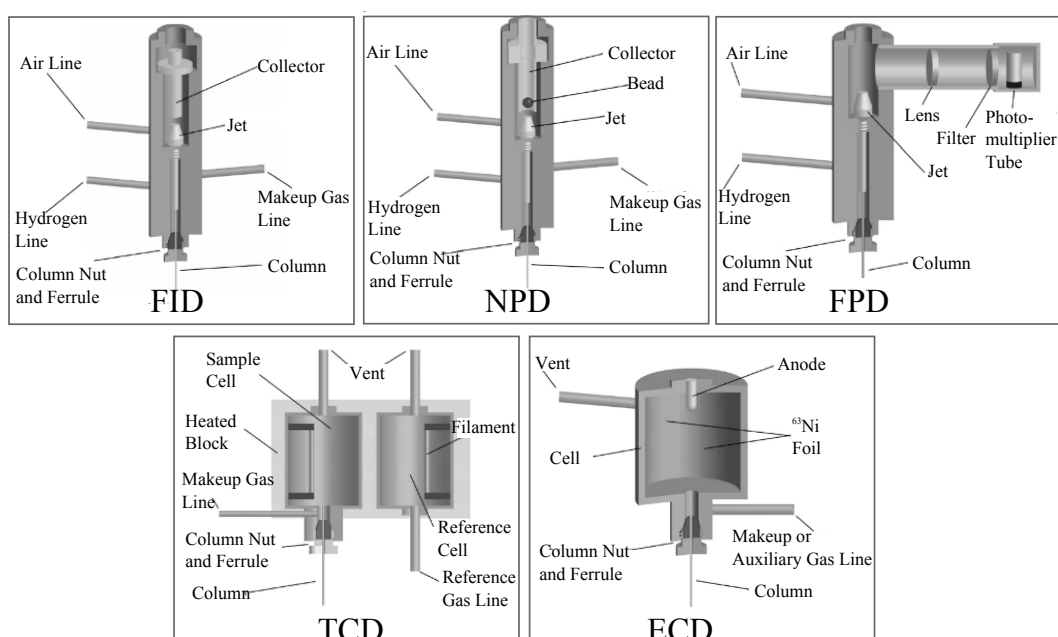 Air Line
Collector
Jet
Hydrogen
Line
Makeup Gas
Line
Column Nut
and Ferrule
Column
FID
Air Line
Collector
Bead
Jet
Hydrogen
Line
Makeup Gas
Line
Column Nut
and Ferrule
Column
NPD
Air Line
Lens
Filter
Photo-
multiplier
Tube
Jet
Hydrogen
Line
Column Nut
and Ferrule
Column
FPD
Sample
Cell
Vent
Heated
Block
Filament
Makeup Gas
Line
Column Nut
and Ferrule
Reference
Cell
Column
Reference
Gas Line
TCD
Vent
Anode
⁶³Ni
Foil
Cell
Column Nut
and Ferrule
Makeup or
Auxiliary Gas Line
Column
ECD